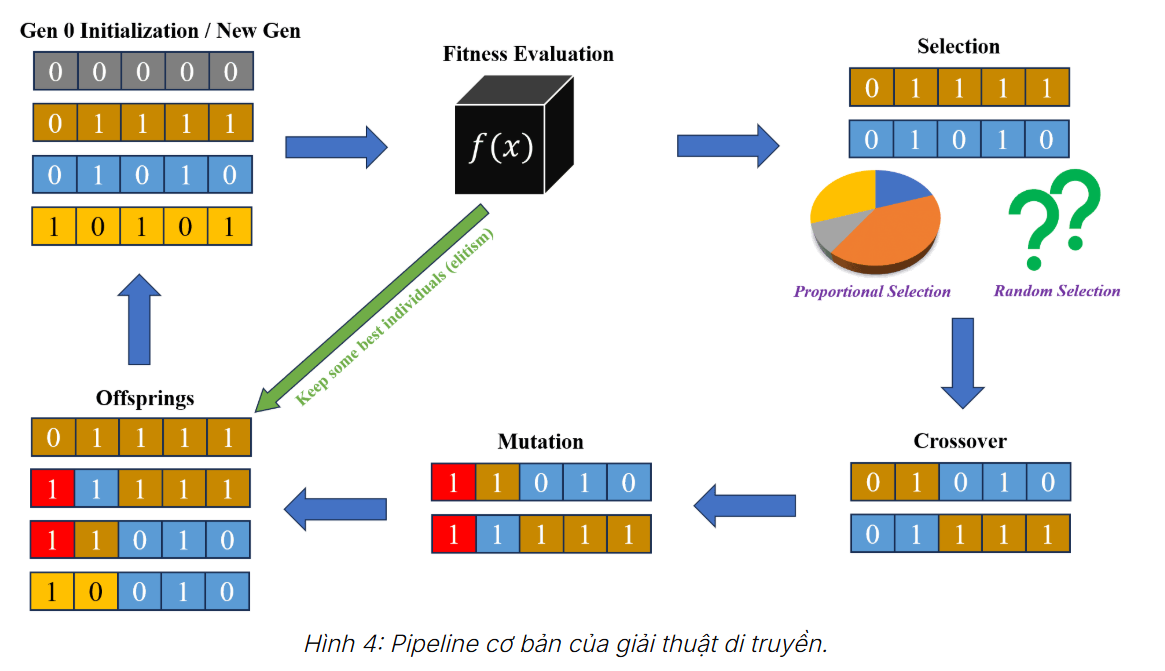 Gen 0 Initialization / New Gen
0 0 0 0 0
0 1 1 1 1
0 1 0 1 0
1 0 1 0 1
Fitness Evaluation
f(x)
Selection
0 1 1 1 1
0 1 0 1 0
??
Proportional Selection
Random Selection
Keep some best individuals (elitism)
Crossover
0 1 0 1 0
0 1 1 1 1
Mutation
1 1 0 1 0
1 1 1 1 1
Offsprings
0 1 1 1 1
1 1 1 1 1
1 1 0 1 0
1 0 0 1 0
Hình 4: Pipeline cơ bản của giải thuật di truyền.